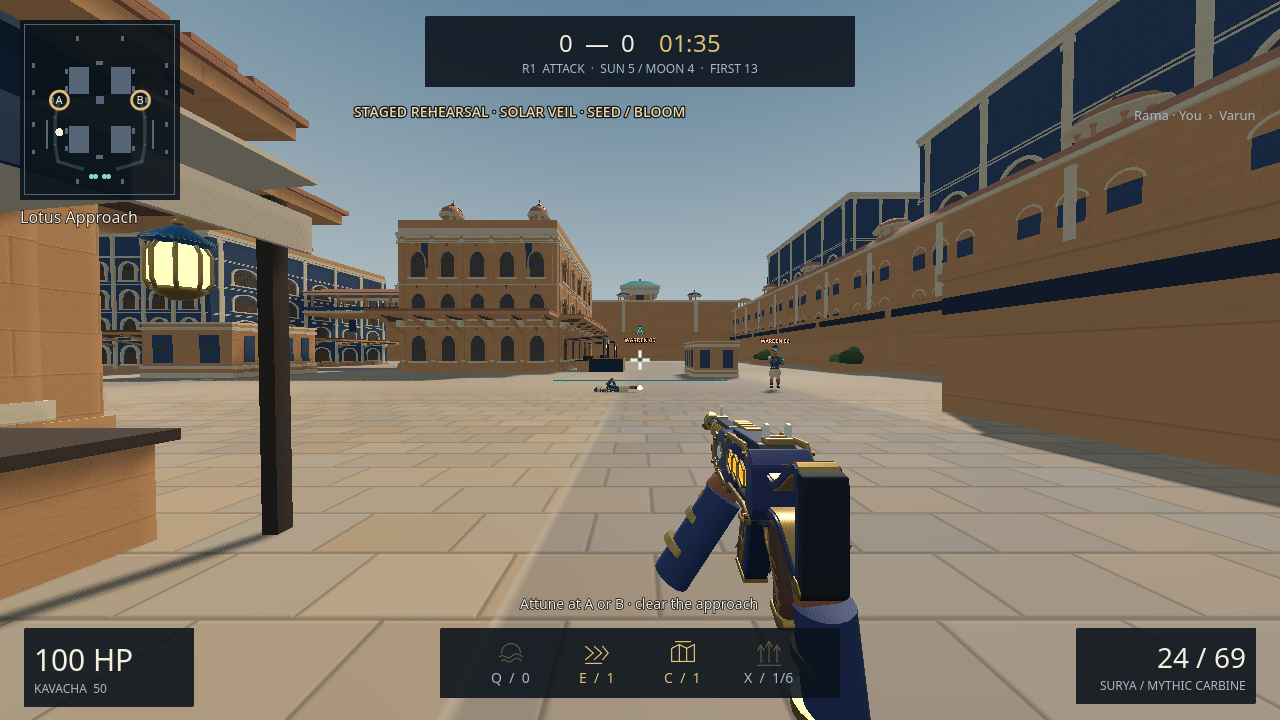 A
B
Lotus Approach
0 — 0 01:35
R1 ATTACK · SUN 5 / MOON 4 · FIRST 13
STAGED REHEARSAL · SOLAR VEIL · SEED / BLOOM
Rama · You › Varun
A
Attune at A or B · clear the approach
100 HP
KAVACHA 50
Q / 0
E / 1
C / 1
X / 1/6
24 / 69
SURYA / MYTHIC CARBINE